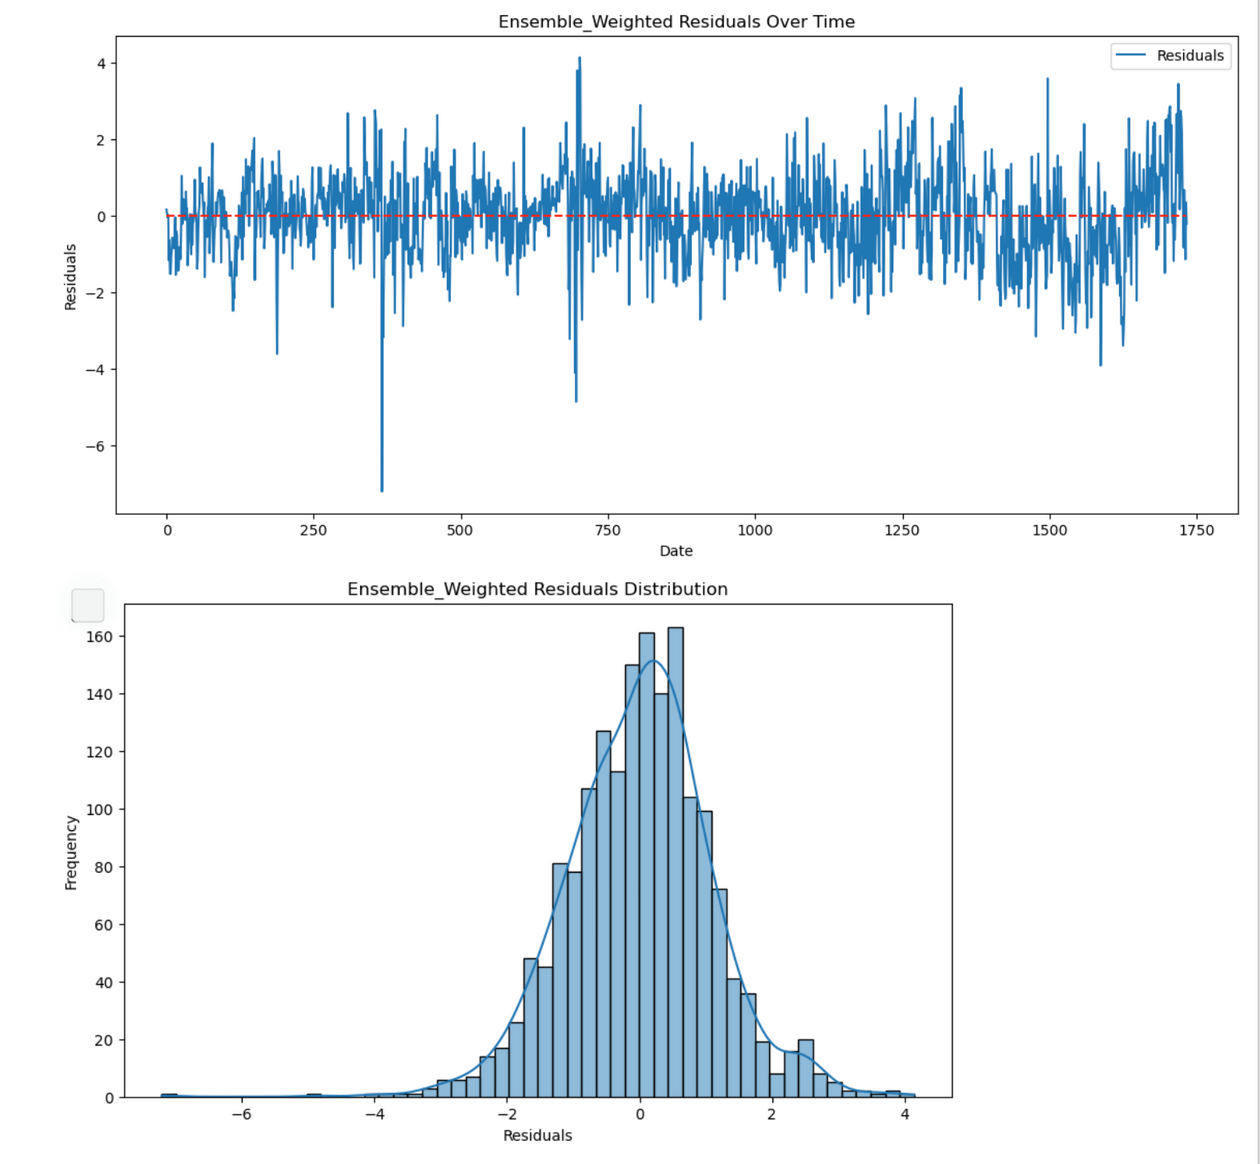 Ensemble_Weighted Residuals Over Time
Residuals
4
2
0
−2
−4
−6
Residuals
0 250 500 750 1000 1250 1500 1750
Date
Ensemble_Weighted Residuals Distribution
160
140
120
100
80
60
40
20
0
Frequency
−6 −4 −2 0 2 4
Residuals